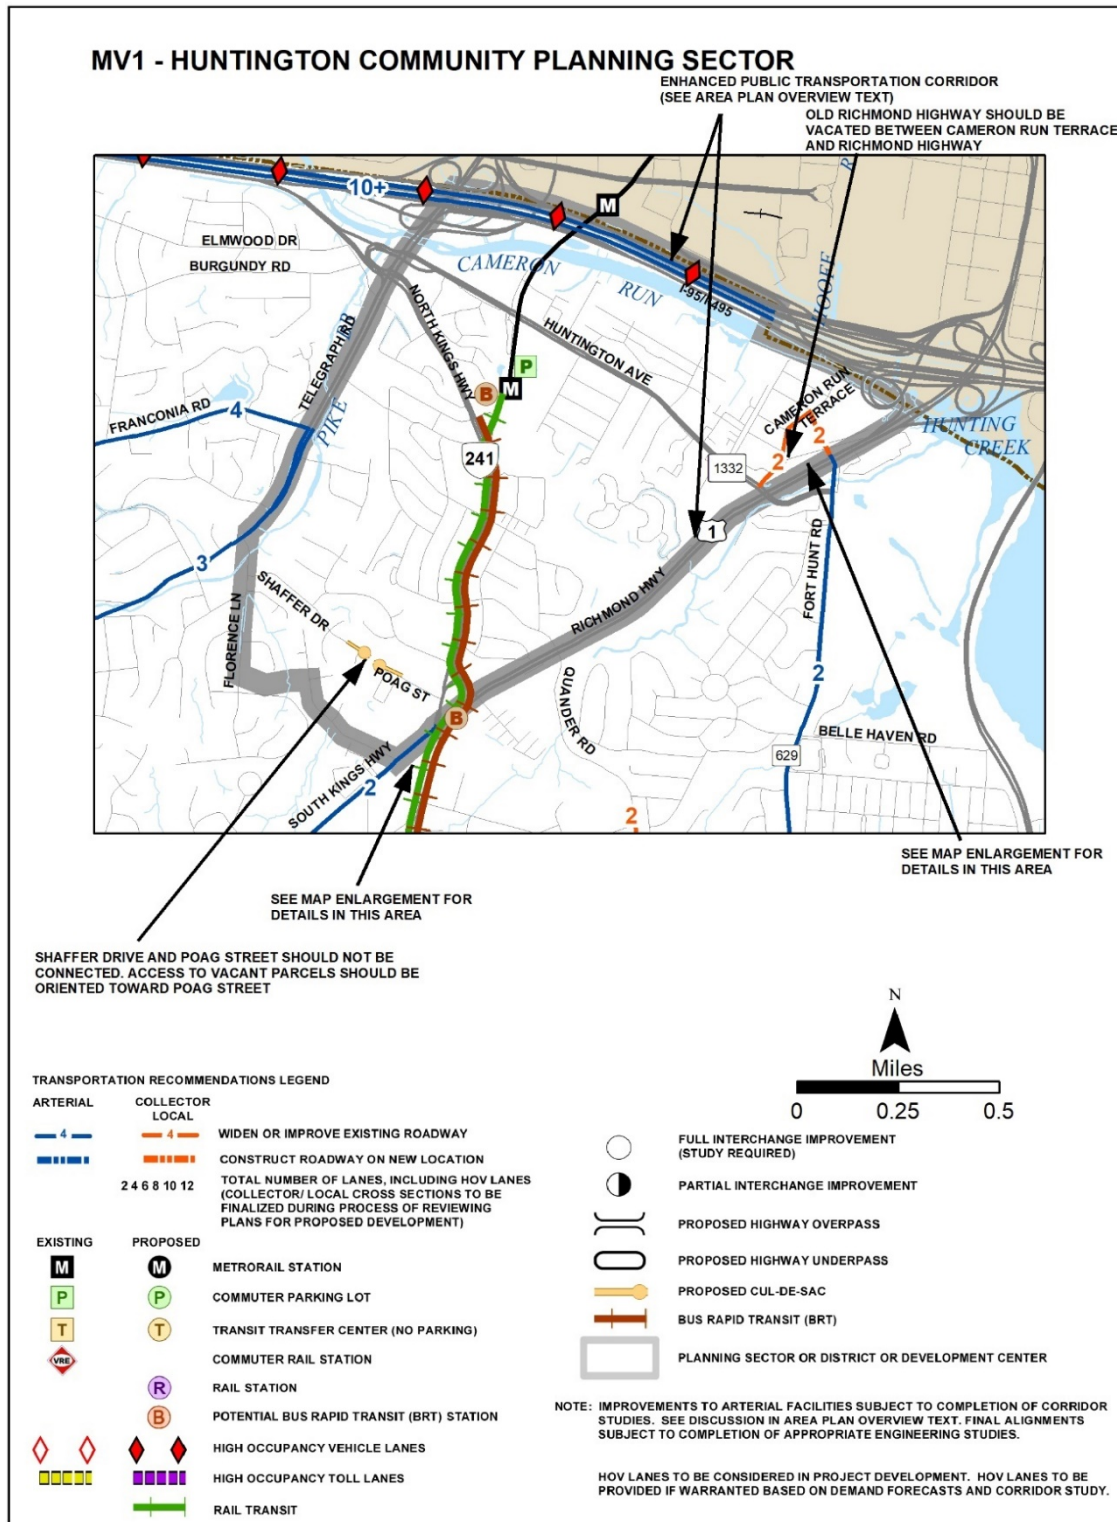 MV1 - HUNTINGTON COMMUNITY PLANNING SECTOR
ENHANCED PUBLIC TRANSPORTATION CORRIDOR
(SEE AREA PLAN OVERVIEW TEXT)
OLD RICHMOND HIGHWAY SHOULD BE
VACATED BETWEEN CAMERON RUN TERRACE
AND RICHMOND HIGHWAY
10+
M
ELMWOOD DR
BURGUNDY RD
CAMERON
RUN
I-95/I-495
HOOFF
R
NORTH KINGS HWY
HUNTINGTON AVE
TELEGRAPH RD
PIKE
P
M
B
FRANCONIA RD
4
CAMERON RUN
TERRACE
HUNTING
CREEK
2
2
241
1332
1
3
FORT HUNT RD
SHAFFER DR
RICHMOND HWY
FLORENCE LN
POAG ST
QUANDER RD
2
B
BELLE HAVEN RD
629
SOUTH KINGS HWY
2
2
SEE MAP ENLARGEMENT FOR
DETAILS IN THIS AREA
SEE MAP ENLARGEMENT FOR
DETAILS IN THIS AREA
SHAFFER DRIVE AND POAG STREET SHOULD NOT BE
CONNECTED. ACCESS TO VACANT PARCELS SHOULD BE
ORIENTED TOWARD POAG STREET
N
Miles
0 0.25 0.5
TRANSPORTATION RECOMMENDATIONS LEGEND
ARTERIAL COLLECTOR
LOCAL
4 4 WIDEN OR IMPROVE EXISTING ROADWAY
CONSTRUCT ROADWAY ON NEW LOCATION
2 4 6 8 10 12 TOTAL NUMBER OF LANES, INCLUDING HOV LANES
(COLLECTOR/ LOCAL CROSS SECTIONS TO BE
FINALIZED DURING PROCESS OF REVIEWING
PLANS FOR PROPOSED DEVELOPMENT)
EXISTING PROPOSED
M M METRORAIL STATION
P P COMMUTER PARKING LOT
T T TRANSIT TRANSFER CENTER (NO PARKING)
VRE COMMUTER RAIL STATION
R RAIL STATION
B POTENTIAL BUS RAPID TRANSIT (BRT) STATION
HIGH OCCUPANCY VEHICLE LANES
HIGH OCCUPANCY TOLL LANES
RAIL TRANSIT
FULL INTERCHANGE IMPROVEMENT
(STUDY REQUIRED)
PARTIAL INTERCHANGE IMPROVEMENT
PROPOSED HIGHWAY OVERPASS
PROPOSED HIGHWAY UNDERPASS
PROPOSED CUL-DE-SAC
BUS RAPID TRANSIT (BRT)
PLANNING SECTOR OR DISTRICT OR DEVELOPMENT CENTER
NOTE: IMPROVEMENTS TO ARTERIAL FACILITIES SUBJECT TO COMPLETION OF CORRIDOR
STUDIES. SEE DISCUSSION IN AREA PLAN OVERVIEW TEXT. FINAL ALIGNMENTS
SUBJECT TO COMPLETION OF APPROPRIATE ENGINEERING STUDIES.
HOV LANES TO BE CONSIDERED IN PROJECT DEVELOPMENT. HOV LANES TO BE
PROVIDED IF WARRANTED BASED ON DEMAND FORECASTS AND CORRIDOR STUDY.